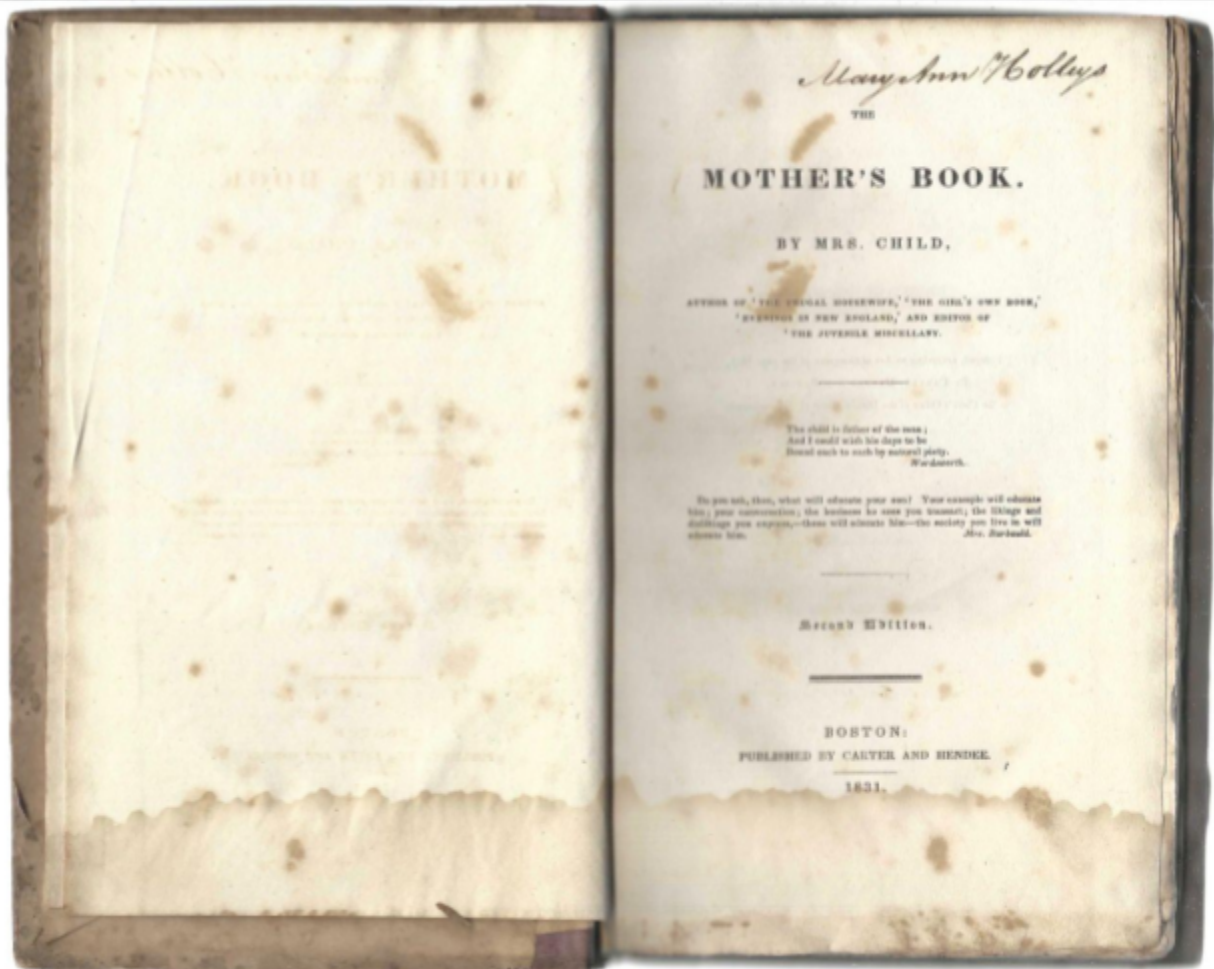 Mary Ann Holleys
THE
MOTHER'S BOOK.
BY MRS. CHILD,
AUTHOR OF 'THE FRUGAL HOUSEWIFE,' 'THE GIRL'S OWN BOOK,'
'EVENINGS IN NEW ENGLAND,' AND EDITOR OF
'THE JUVENILE MISCELLANY.
The child is father of the man;
And I could wish his days to be
Bound each to each by natural piety.
Wordsworth.
Do you ask, then, what will educate your son? Your example will educate
him; your conversation; the business he sees you transact; the likings and
dislikings you express,—these will educate him—the society you live in will
educate him. Mrs. Barbauld.
Second Edition.
BOSTON:
PUBLISHED BY CARTER AND HENDEE.
1831.